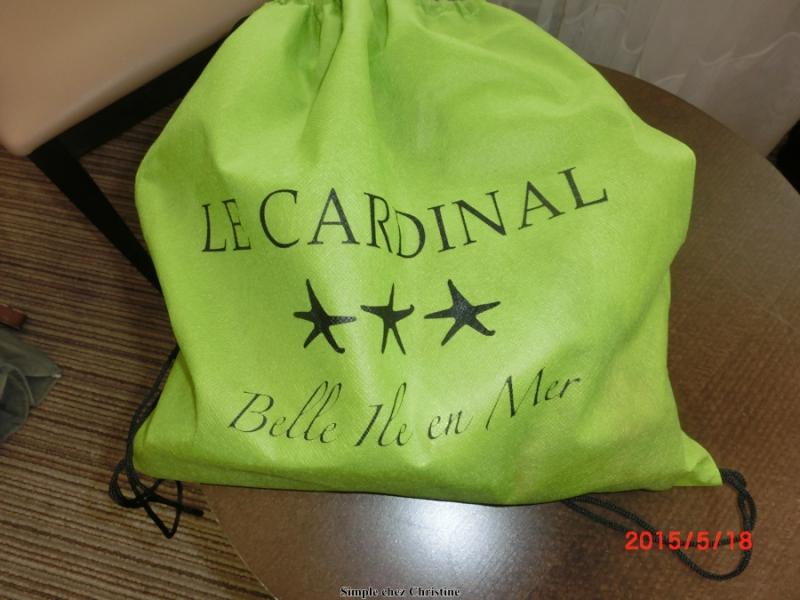 LE CARDINAL
Belle Ile en Mer
2015/5/18
Simple chez Christine